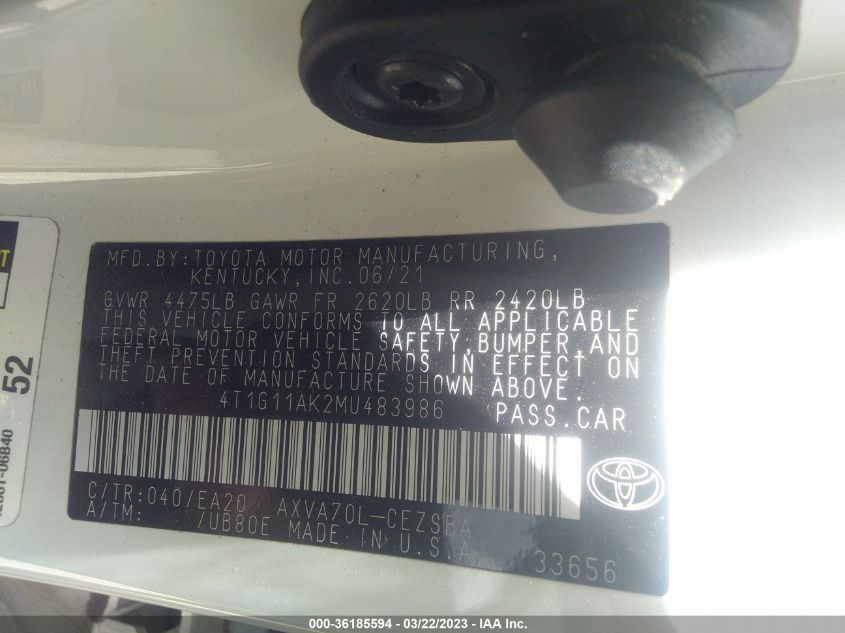 MFD.BY:TOYOTA MOTOR MANUFACTURING,
KENTUCKY,INC.06/21
GVWR 4475LB GAWR FR 2620LB RR 2420LB
THIS VEHICLE CONFORMS TO ALL APPLICABLE
FEDERAL MOTOR VEHICLE SAFETY,BUMPER,AND
THEFT PREVENTION STANDARDS IN EFFECT ON
THE DATE OF MANUFACTURE SHOWN ABOVE.
4T1G11AK2MU483986 PASS.CAR
C/TR:040/EA20 AXVA70L-CEZSBA
A/TM: /UB80E MADE IN U.S.A.
33656
52
06B40
000-36185594 - 03/22/2023 - IAA Inc.